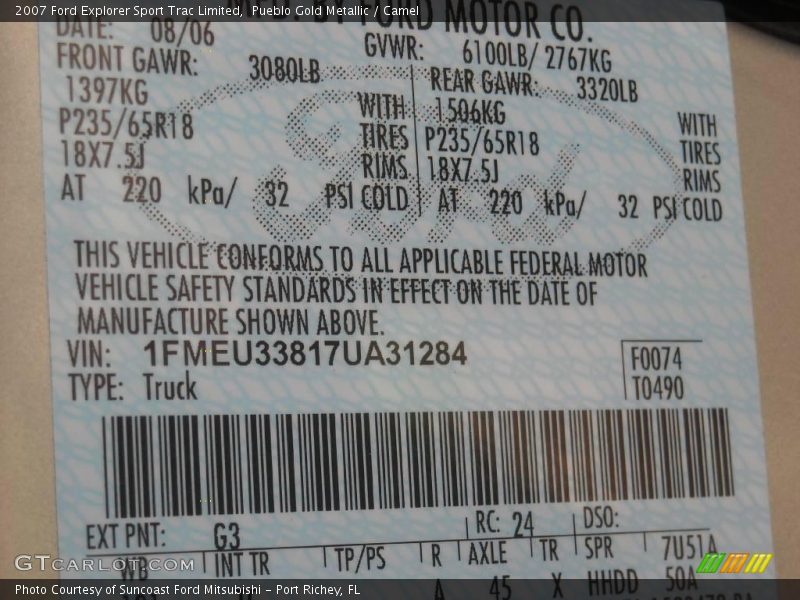 2007 Ford Explorer Sport Trac Limited, Pueblo Gold Metallic / Camel
FORD MOTOR CO.
DATE: 08/06 GVWR: 6100LB/ 2767KG
FRONT GAWR: 3080LB REAR GAWR: 3320LB
1397KG WITH 1506KG WITH
P235/65R18 TIRES P235/65R18 TIRES
18X7.5J RIMS 18X7.5J RIMS
AT 220 kPa/ 32 PSI COLD AT 220 kPa/ 32 PSI COLD
Ford
THIS VEHICLE CONFORMS TO ALL APPLICABLE FEDERAL MOTOR
VEHICLE SAFETY STANDARDS IN EFFECT ON THE DATE OF
MANUFACTURE SHOWN ABOVE.
VIN: 1FMEU33817UA31284 F0074
TYPE: Truck T0490
EXT PNT: G3 RC: 24 DSO:
WB INT TR TP/PS R AXLE TR SPR 7U51A
A 45 X HHDD 50A
GTCarlot.com
Photo Courtesy of Suncoast Ford Mitsubishi - Port Richey, FL